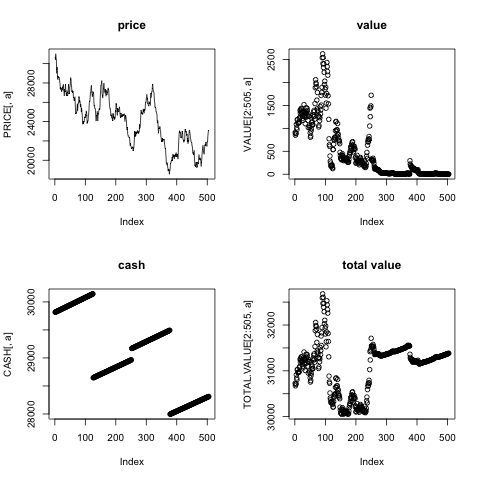 price
PRICE[, a]
28000
24000
20000
0 100 200 300 400 500
Index
value
VALUE[2:505, a]
2500
1500
500
0
0 100 200 300 400 500
Index
cash
CASH[, a]
30000
29000
28000
0 100 200 300 400 500
Index
total value
TOTAL.VALUE[2:505, a]
32000
31000
30000
0 100 200 300 400 500
Index